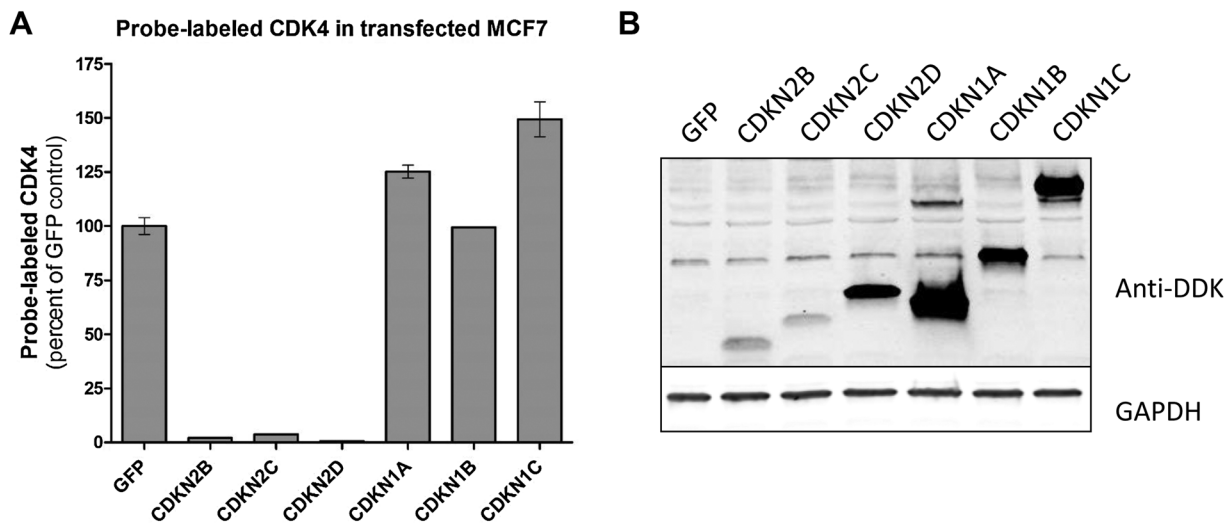 A
Probe-labeled CDK4 in transfected MCF7
Probe-labeled CDK4
(percent of GFP control)
175
150
125
100
75
50
25
0
GFP
CDKN2B
CDKN2C
CDKN2D
CDKN1A
CDKN1B
CDKN1C
B
GFP
CDKN2B
CDKN2C
CDKN2D
CDKN1A
CDKN1B
CDKN1C
Anti-DDK
GAPDH